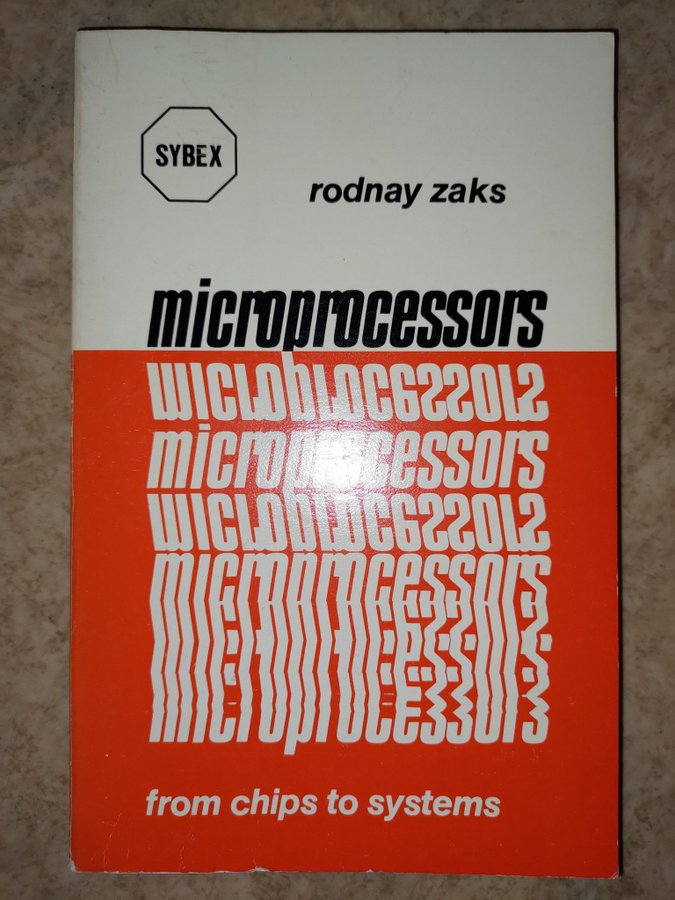 SYBEX
rodnay zaks
microprocessors
microprocessors
microprocessors
microprocessors
microprocessors
microprocessors
from chips to systems